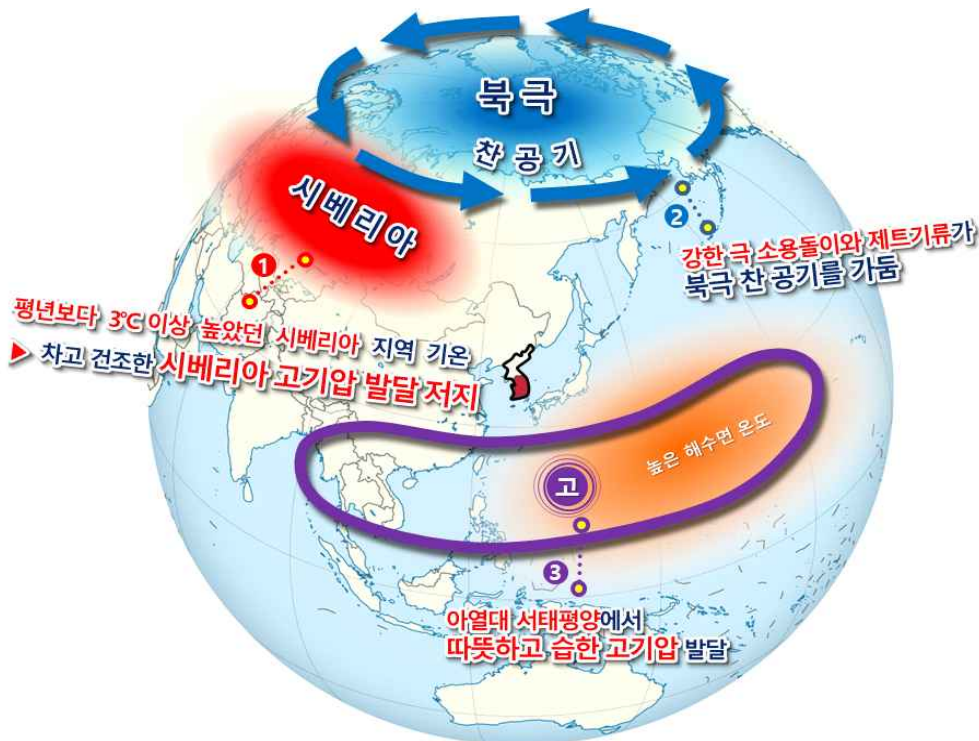 북극
찬 공기
시베리아
1
평년보다 3℃ 이상 높았던 시베리아 지역 기온
▶ 차고 건조한 시베리아 고기압 발달 저지
2
강한 극 소용돌이와 제트기류가
북극 찬 공기를 가둠
높은 해수면 온도
고
3
아열대 서태평양에서
따뜻하고 습한 고기압 발달